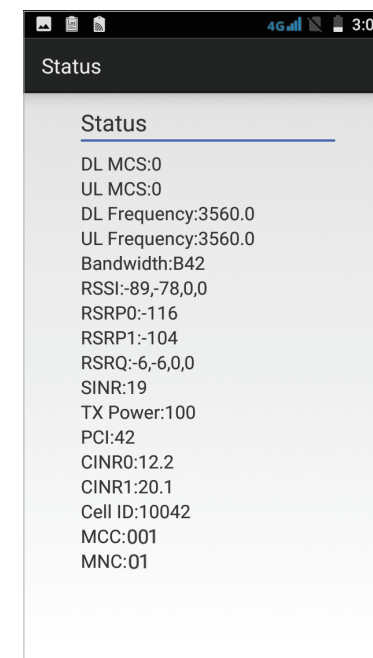 4G 3:0
Status
Status
DL MCS:0
UL MCS:0
DL Frequency:3560.0
UL Frequency:3560.0
Bandwidth:B42
RSSI:-89,-78,0,0
RSRP0:-116
RSRP1:-104
RSRQ:-6,-6,0,0
SINR:19
TX Power:100
PCI:42
CINR0:12.2
CINR1:20.1
Cell ID:10042
MCC:001
MNC:01